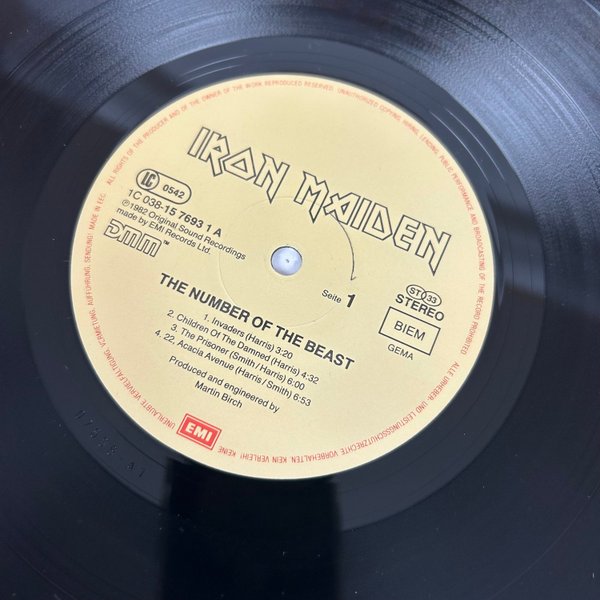 ALL RIGHTS OF THE PRODUCER AND OF THE OWNER OF THE WORK REPRODUCED RESERVED. UNAUTHORIZED COPYING, HIRING, LENDING, PUBLIC PERFORMANCE AND BROADCASTING OF THE RECORD PROHIBITED
IRON MAIDEN
LC 0542
1C 038-15 7693 1 A
℗ 1982 Original Sound Recordings
made by EMI Records Ltd.
DMM™
Seite 1
ST 33
STEREO
BIEM
GEMA
THE NUMBER OF THE BEAST
1. Invaders (Harris) 3:20
2. Children Of The Damned (Harris) 4:32
3. The Prisoner (Smith / Harris) 6:00
4. 22, Acacia Avenue (Harris / Smith) 6:53
Produced and engineered by
Martin Birch
EMI
ALLE URHEBER- UND LEISTUNGSSCHUTZRECHTE VORBEHALTEN. KEIN VERLEIH! KEINE UNERLAUBTE VERVIELFÄLTIGUNG, VERMIETUNG, AUFFÜHRUNG, SENDUNG! MADE IN EEC